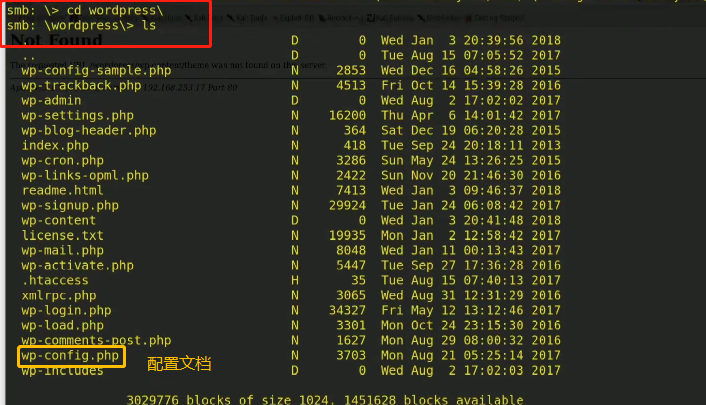 smb: \> cd wordpress\
smb: \wordpress\> ls
. D 0 Wed Jan 3 20:39:56 2018
.. D 0 Tue Aug 15 07:05:52 2017
wp-config-sample.php N 2853 Wed Dec 16 04:58:26 2015
wp-trackback.php N 4513 Fri Oct 14 15:39:28 2016
wp-admin D 0 Wed Aug 2 17:02:02 2017
wp-settings.php N 16200 Thu Apr 6 14:01:42 2017
wp-blog-header.php N 364 Sat Dec 19 06:20:28 2015
index.php N 418 Tue Sep 24 20:18:11 2013
wp-cron.php N 3286 Sun May 24 13:26:25 2015
wp-links-opml.php N 2422 Sun Nov 20 21:46:30 2016
readme.html N 7413 Wed Jan 3 09:46:37 2018
wp-signup.php N 29924 Tue Jan 24 06:08:42 2017
wp-content D 0 Wed Jan 3 20:41:48 2018
license.txt N 19935 Mon Jan 2 12:58:42 2017
wp-mail.php N 8048 Wed Jan 11 00:13:43 2017
wp-activate.php N 5447 Tue Sep 27 17:36:28 2016
.htaccess H 35 Tue Aug 15 07:40:13 2017
xmlrpc.php N 3065 Wed Aug 31 12:31:29 2016
wp-login.php N 34327 Fri May 12 13:12:46 2017
wp-load.php N 3301 Mon Oct 24 23:15:30 2016
wp-comments-post.php N 1627 Mon Aug 29 08:00:32 2016
wp-config.php N 3703 Mon Aug 21 05:25:14 2017
配置文档
wp-includes D 0 Wed Aug 2 17:02:03 2017
3029776 blocks of size 1024. 1451628 blocks available
Not Found
was not found on this server.
192.168.253.17 Port 80